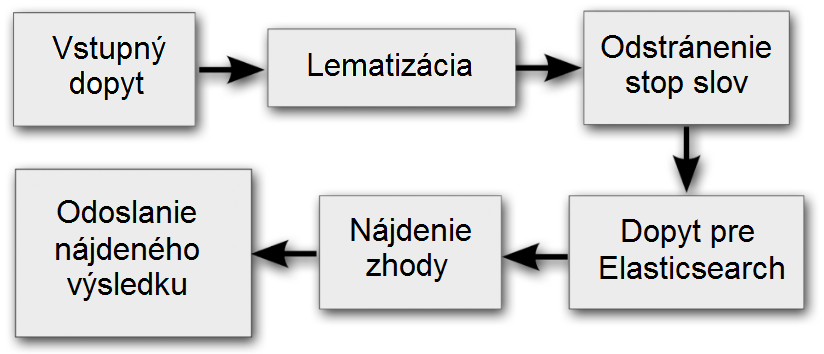 Vstupný
dopyt
Lematizácia
Odstránenie
stop slov
Dopyt pre
Elasticsearch
Nájdenie
zhody
Odoslanie
nájdeného
výsledku